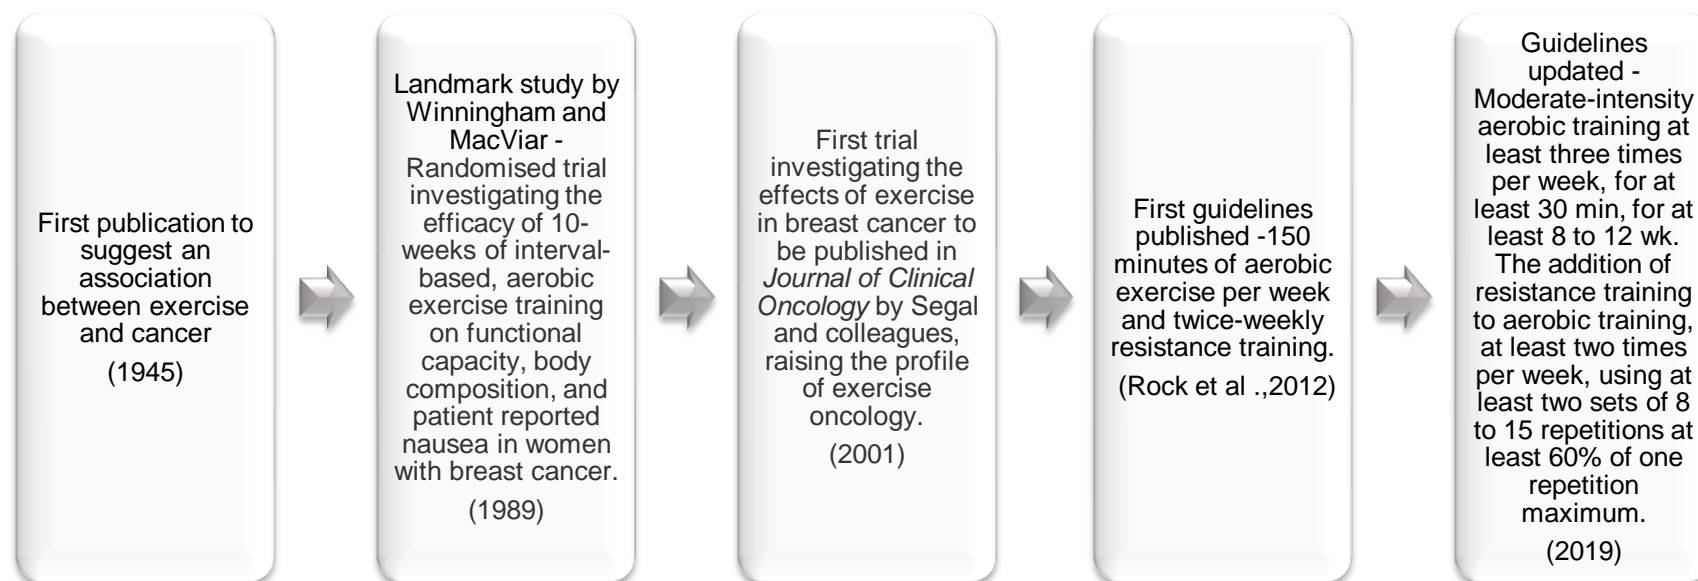 First publication to
suggest an
association
between exercise
and cancer
(1945)
Landmark study by
Winningham and
MacViar -
Randomised trial
investigating the
efficacy of 10-
weeks of interval-
based, aerobic
exercise training
on functional
capacity, body
composition, and
patient reported
nausea in women
with breast cancer.
(1989)
First trial
investigating the
effects of exercise
in breast cancer to
be published in
Journal of Clinical
Oncology by Segal
and colleagues,
raising the profile
of exercise
oncology.
(2001)
First guidelines
published -150
minutes of aerobic
exercise per week
and twice-weekly
resistance training.
(Rock et al .,2012)
Guidelines
updated -
Moderate-intensity
aerobic training at
least three times
per week, for at
least 30 min, for at
least 8 to 12 wk.
The addition of
resistance training
to aerobic training,
at least two times
per week, using at
least two sets of 8
to 15 repetitions at
least 60% of one
repetition
maximum.
(2019)